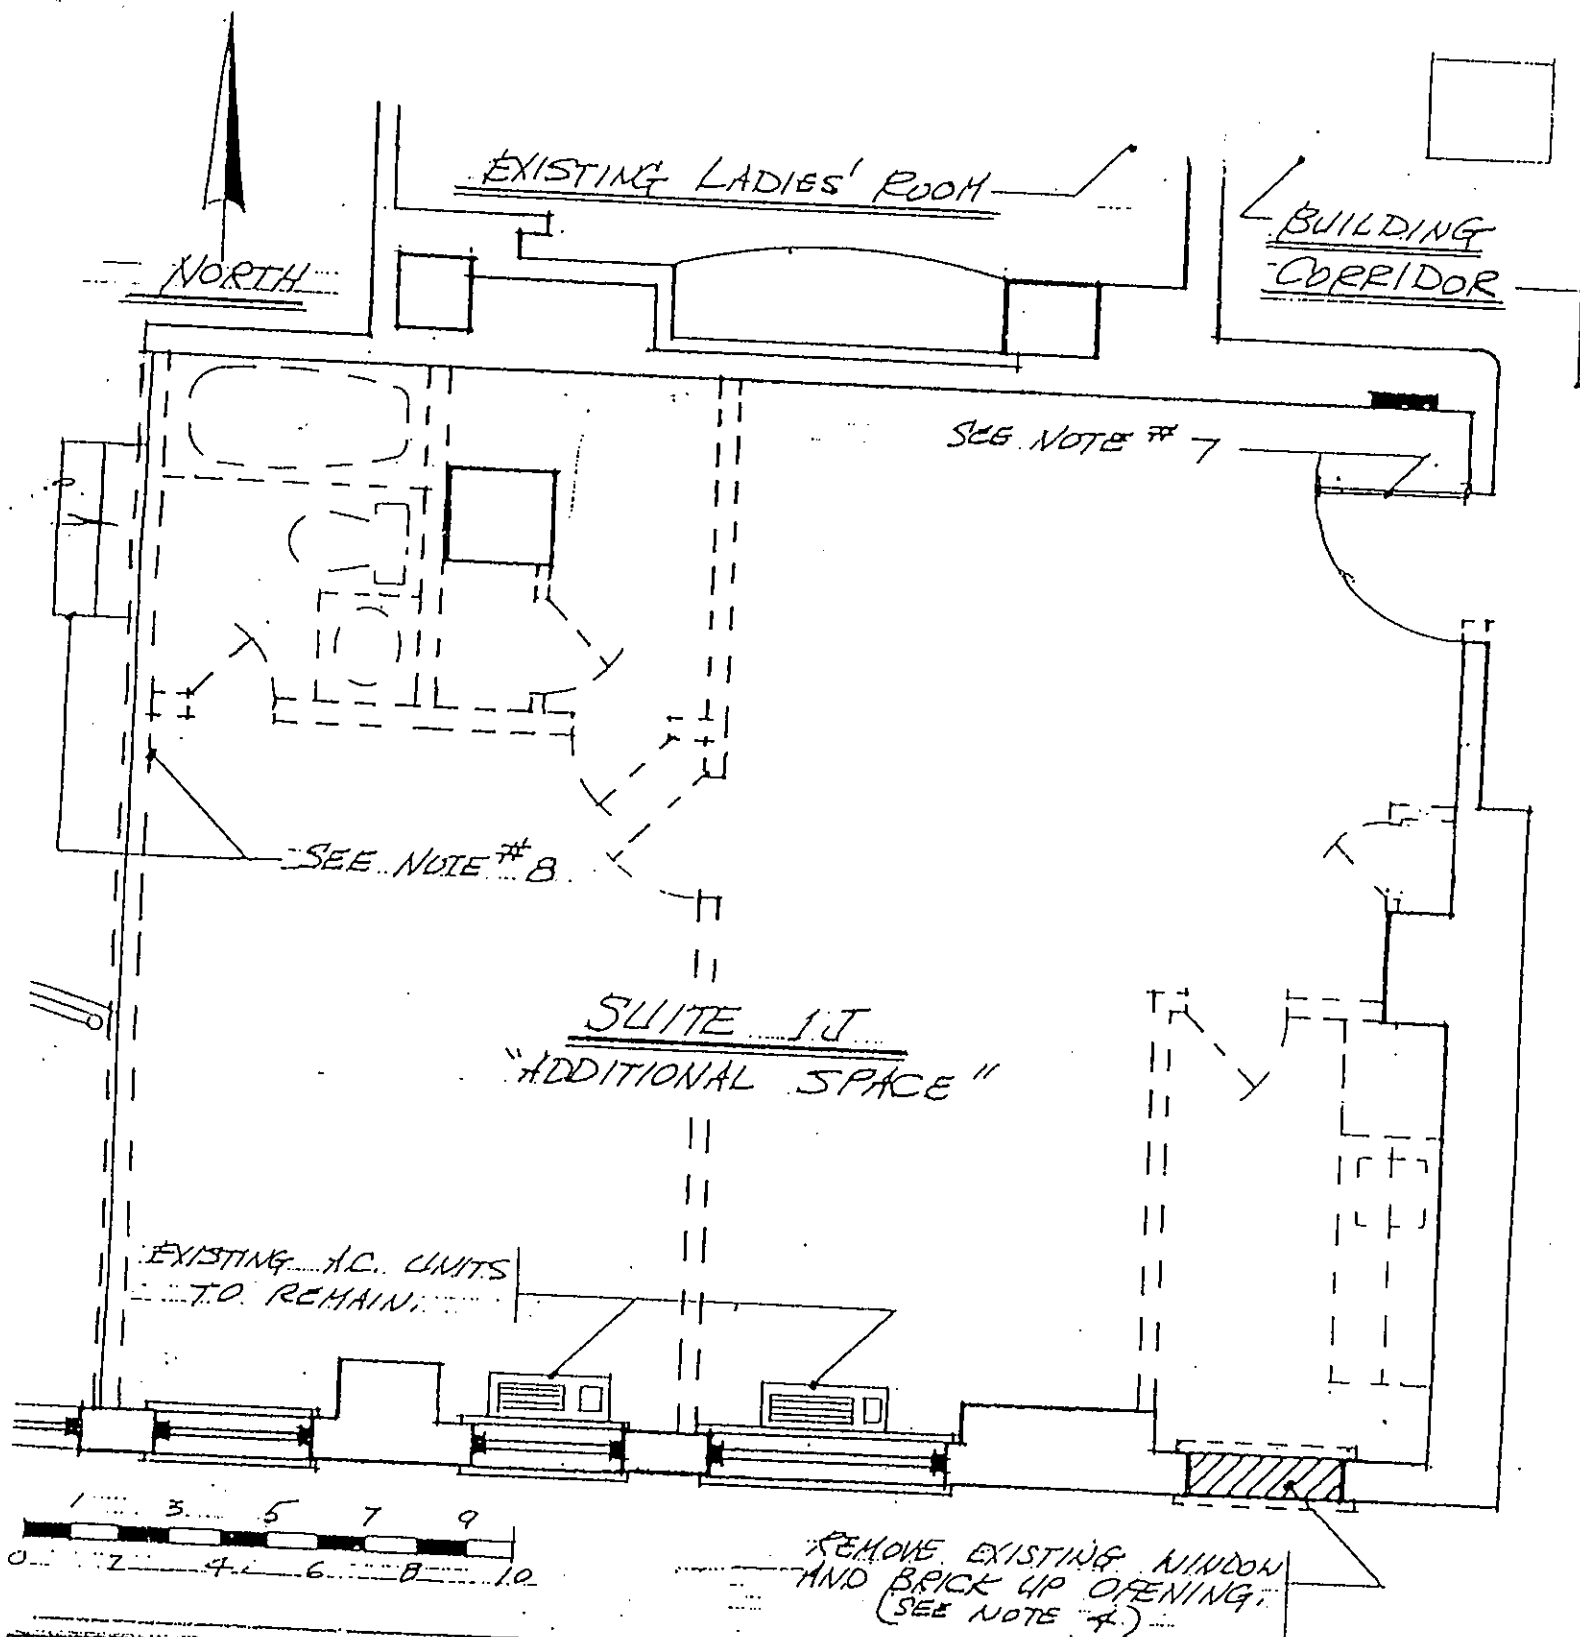 EXISTING LADIES' ROOM
BUILDING
CORRIDOR
NORTH
SEE NOTE # 7
SEE NOTE # 8
SUITE 1J
"ADDITIONAL SPACE"
EXISTING A.C. UNITS
TO REMAIN.
1 3 5 7 9
0 2 4 6 8 10
REMOVE EXISTING WINDOW
AND BRICK UP OPENING.
(SEE NOTE 4.)